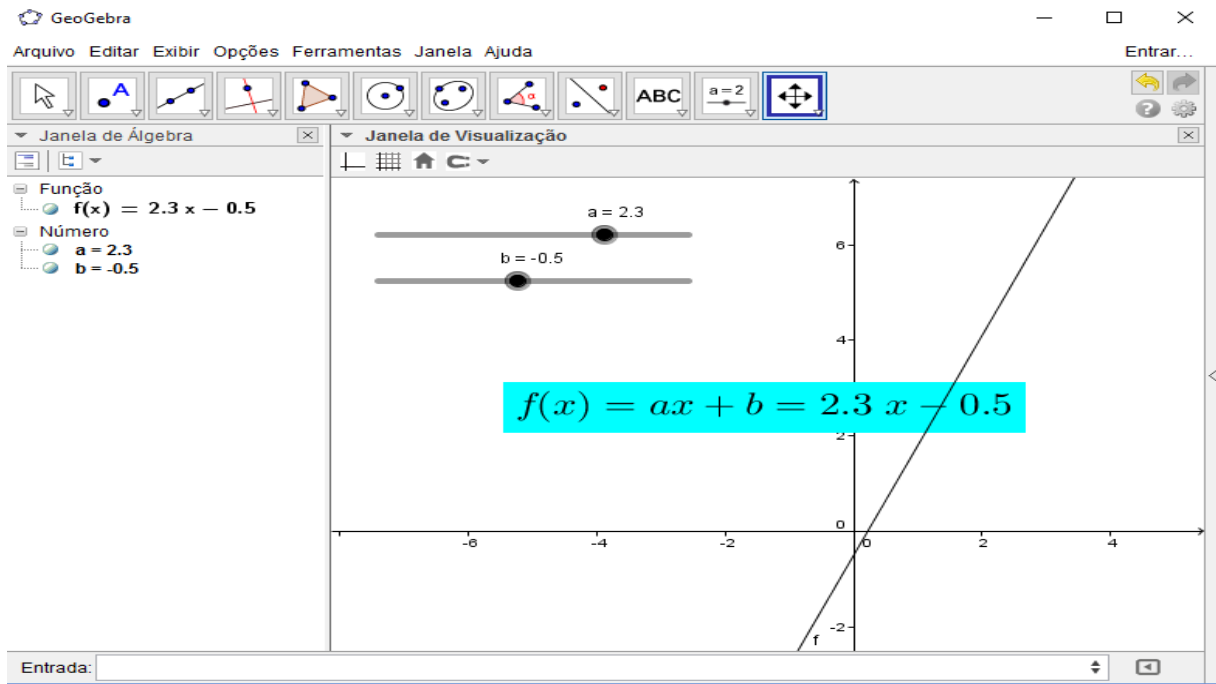 GeoGebra
Arquivo Editar Exibir Opções Ferramentas Janela Ajuda Entrar...
A α ABC a=2
Janela de Álgebra
Janela de Visualização
Função
f(x) = 2.3 x − 0.5
Número
a = 2.3
b = -0.5
a = 2.3
b = -0.5
6
4
f(x) = ax + b = 2.3 x − 0.5
2
0
-6 -4 -2 0 2 4
-2
f
Entrada: